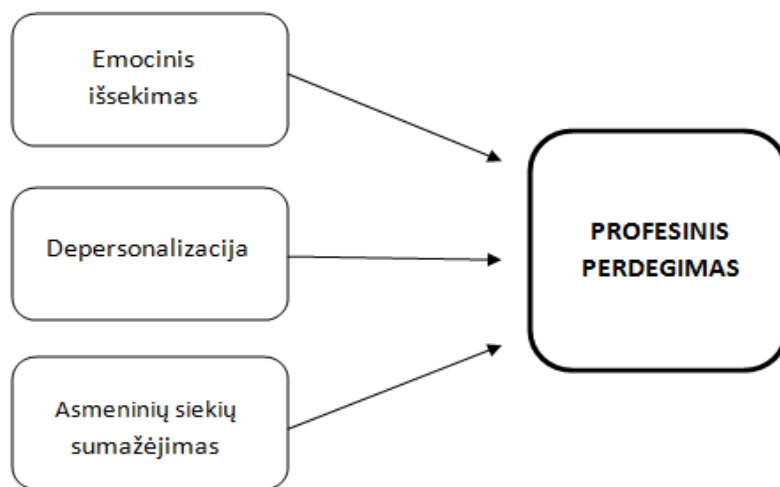 Emocinis
išsekimas
Depersonalizacija
Asmeninių siekių
sumažėjimas
PROFESINIS
PERDEGIMAS